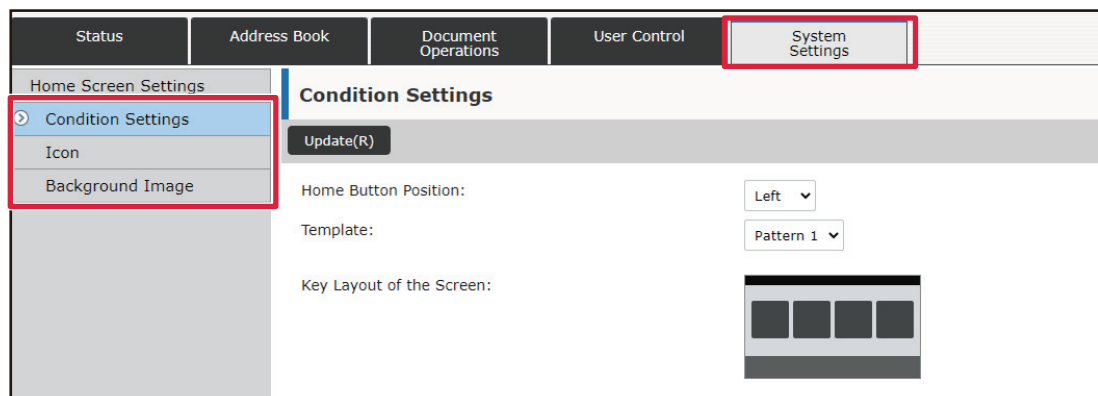 Status
Address Book
Document
Operations
User Control
System
Settings
Home Screen Settings
Condition Settings
Icon
Background Image
Condition Settings
Update(R)
Home Button Position:
Left
Template:
Pattern 1
Key Layout of the Screen: